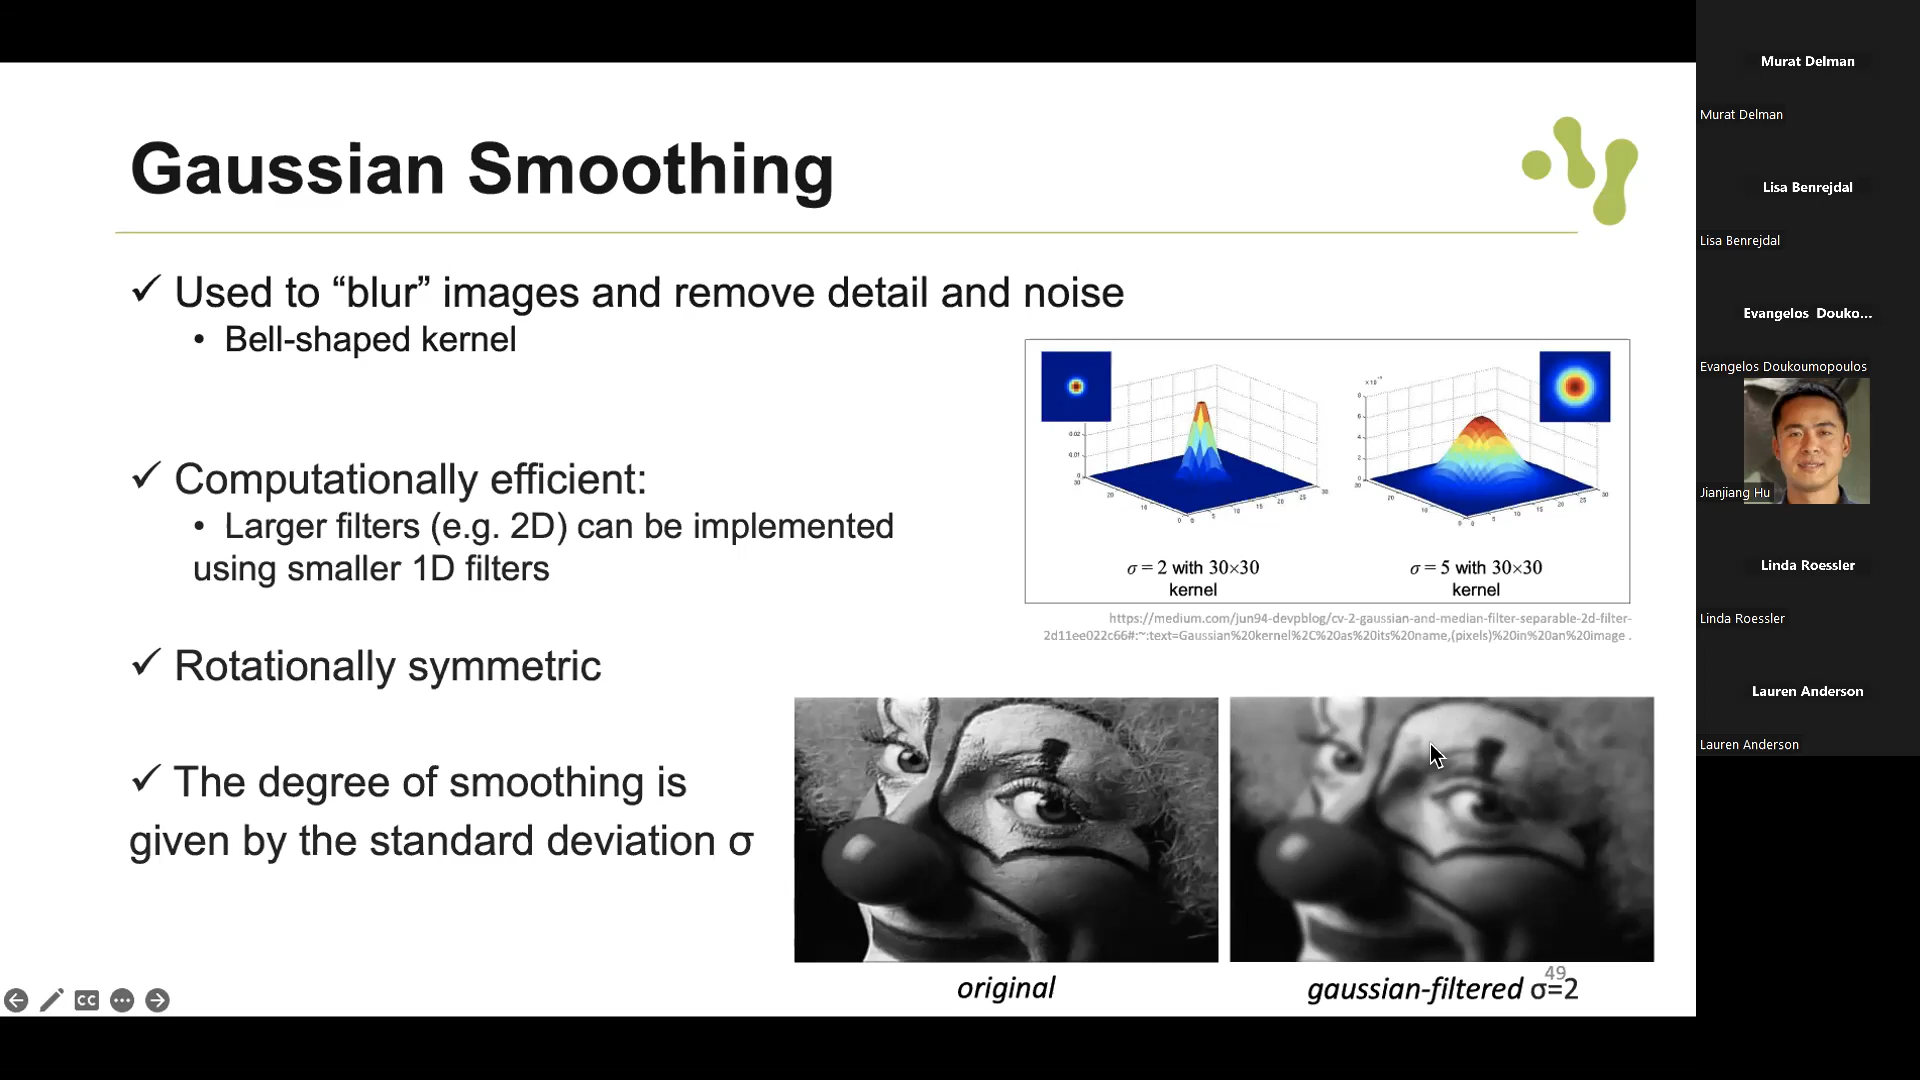 Gaussian Smoothing
✓ Used to “blur” images and remove detail and noise
• Bell-shaped kernel
✓ Computationally efficient:
• Larger filters (e.g. 2D) can be implemented
using smaller 1D filters
✓ Rotationally symmetric
✓ The degree of smoothing is
given by the standard deviation σ
σ = 2 with 30×30
kernel
σ = 5 with 30×30
kernel
https://medium.com/jun94-devpblog/cv-2-gaussian-and-median-filter-separable-2d-filter-
2d11ee022c66#:~:text=Gaussian%20kernel%2C%20as%20its%20name,(pixels)%20in%20an%20image .
original
gaussian-filtered σ=2
49
CC
Murat Delman
Murat Delman
Lisa Benrejdal
Lisa Benrejdal
Evangelos Douko...
Evangelos Doukoumopoulos
Jianjiang Hu
Linda Roessler
Linda Roessler
Lauren Anderson
Lauren Anderson